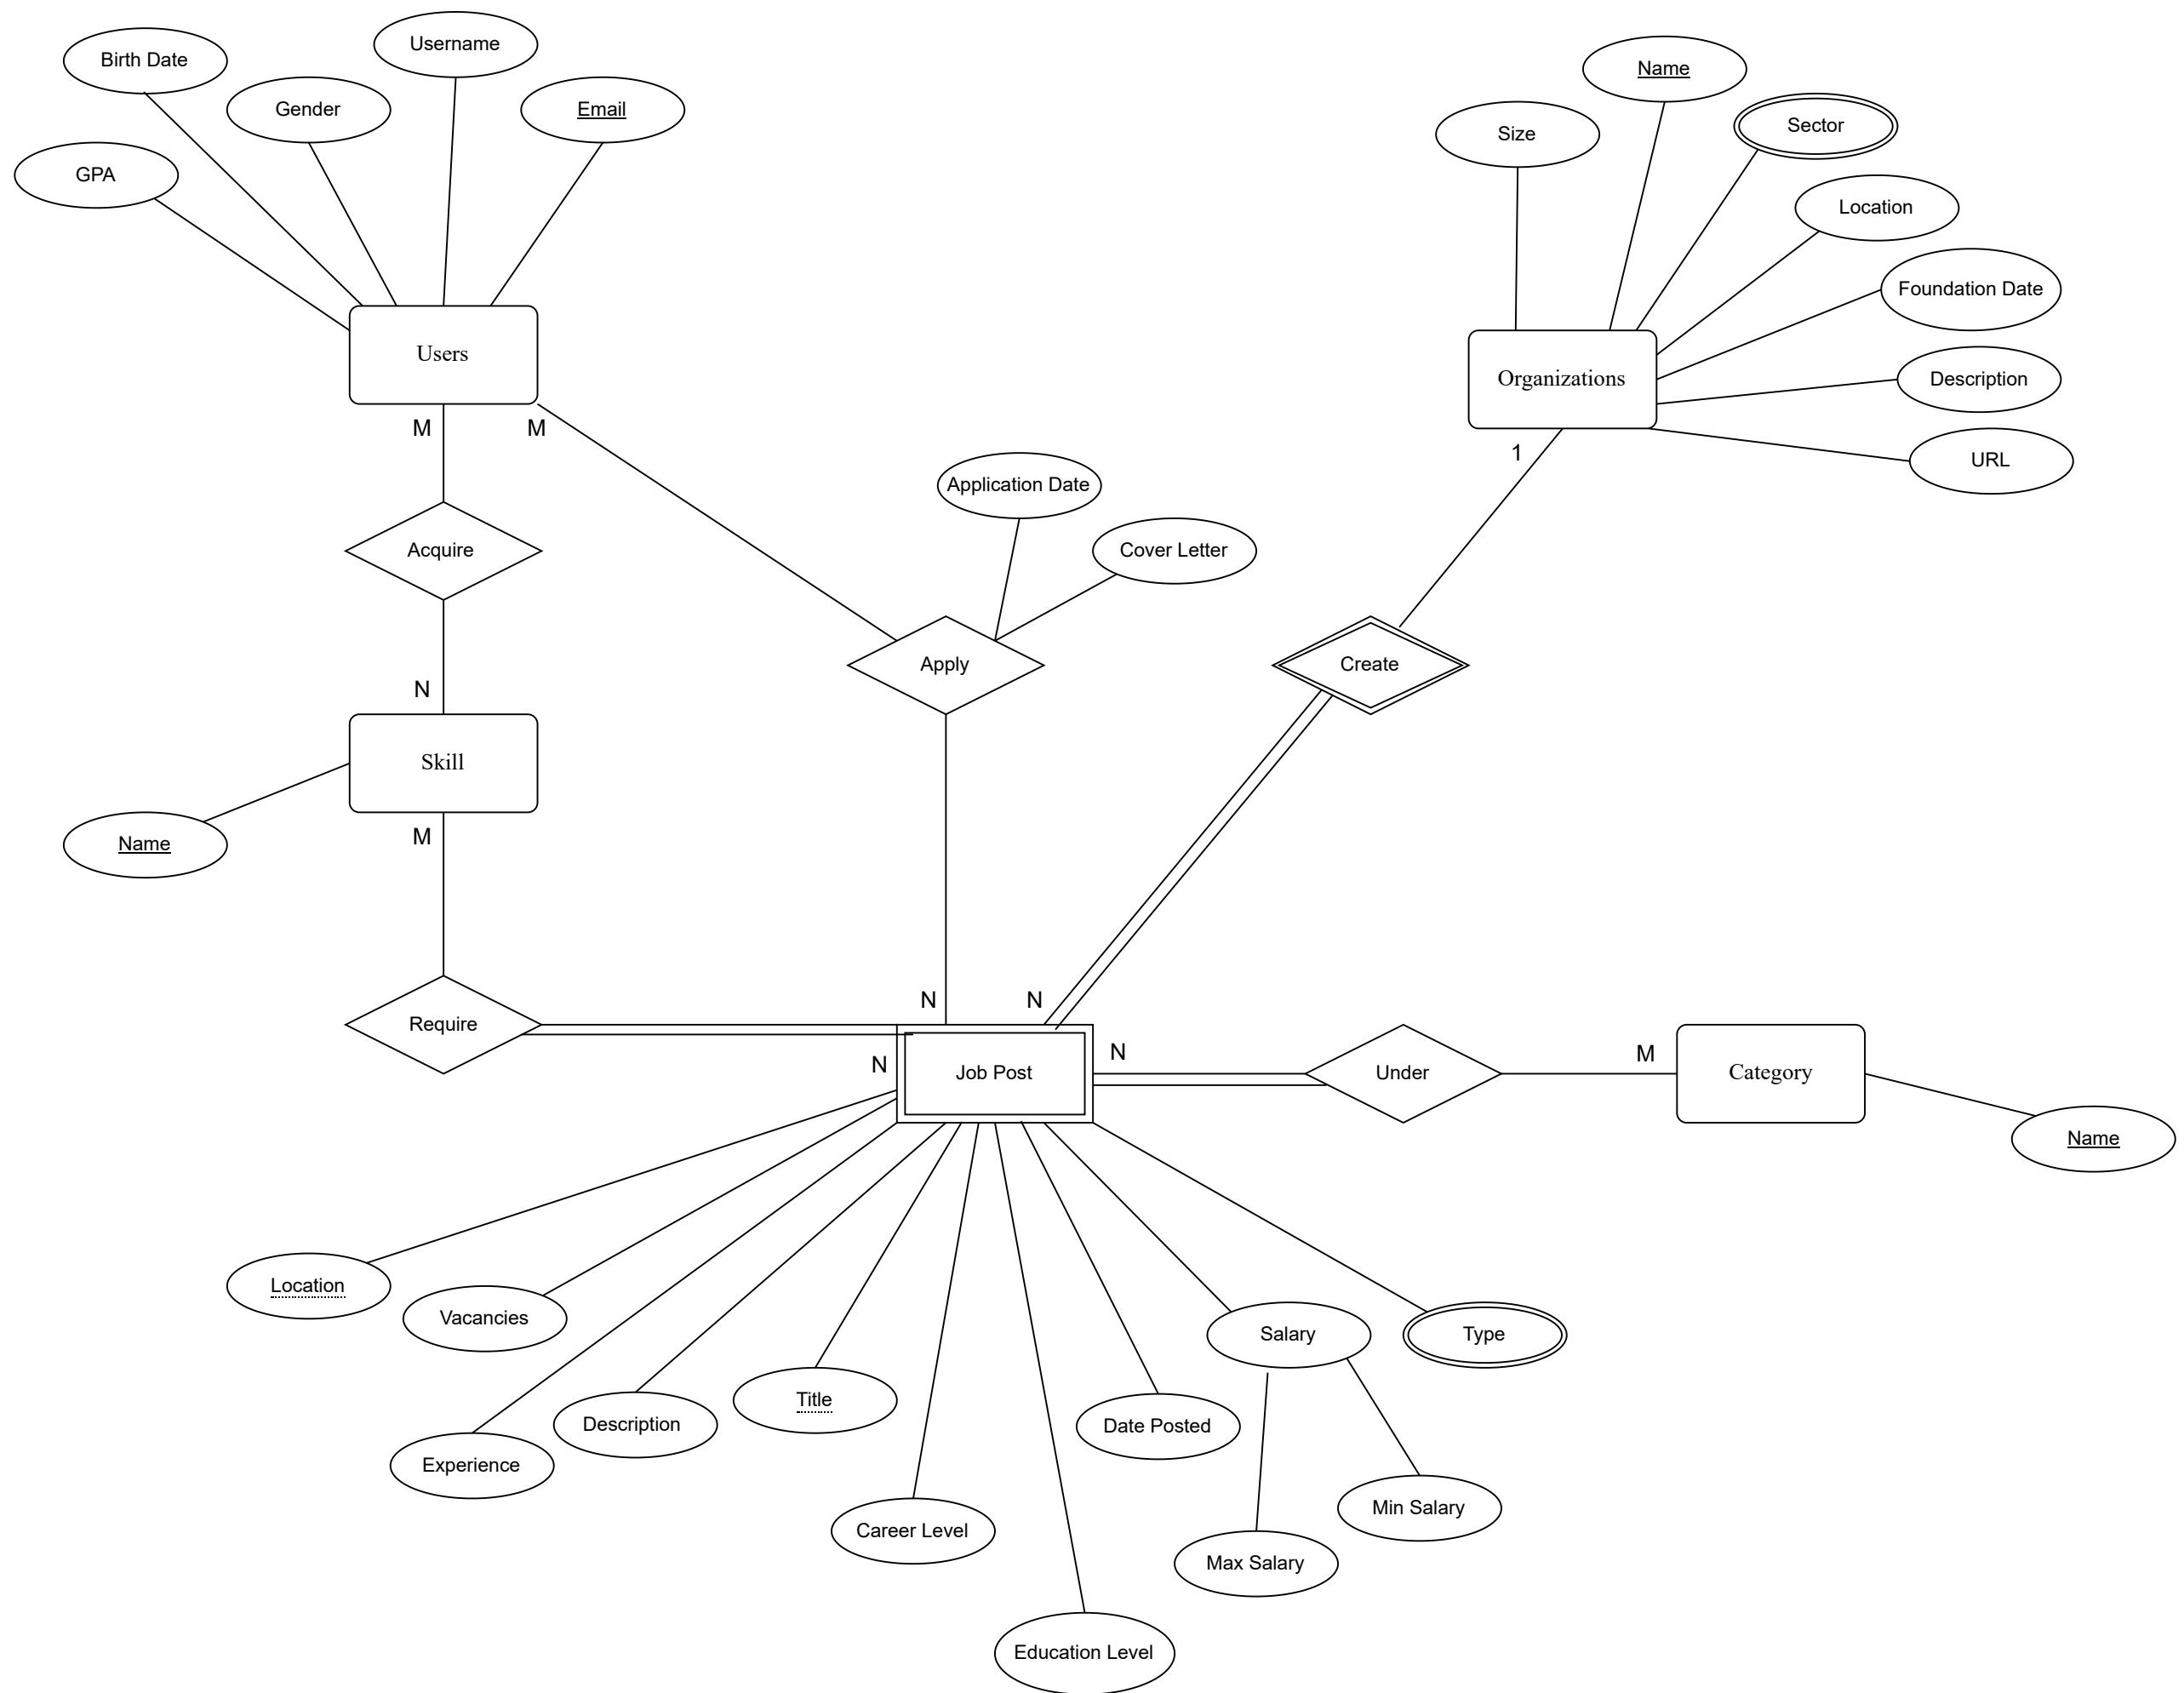 Username
Birth Date
Gender
Email
GPA
Name
Size
Sector
Location
Foundation Date
Description
URL
Users
Organizations
M
M
1
Application Date
Cover Letter
Acquire
Apply
Create
N
Skill
Name
M
N
N
Require
N
Job Post
N
Under
M
Category
Name
Location
Vacancies
Experience
Description
Title
Career Level
Education Level
Date Posted
Salary
Type
Max Salary
Min Salary